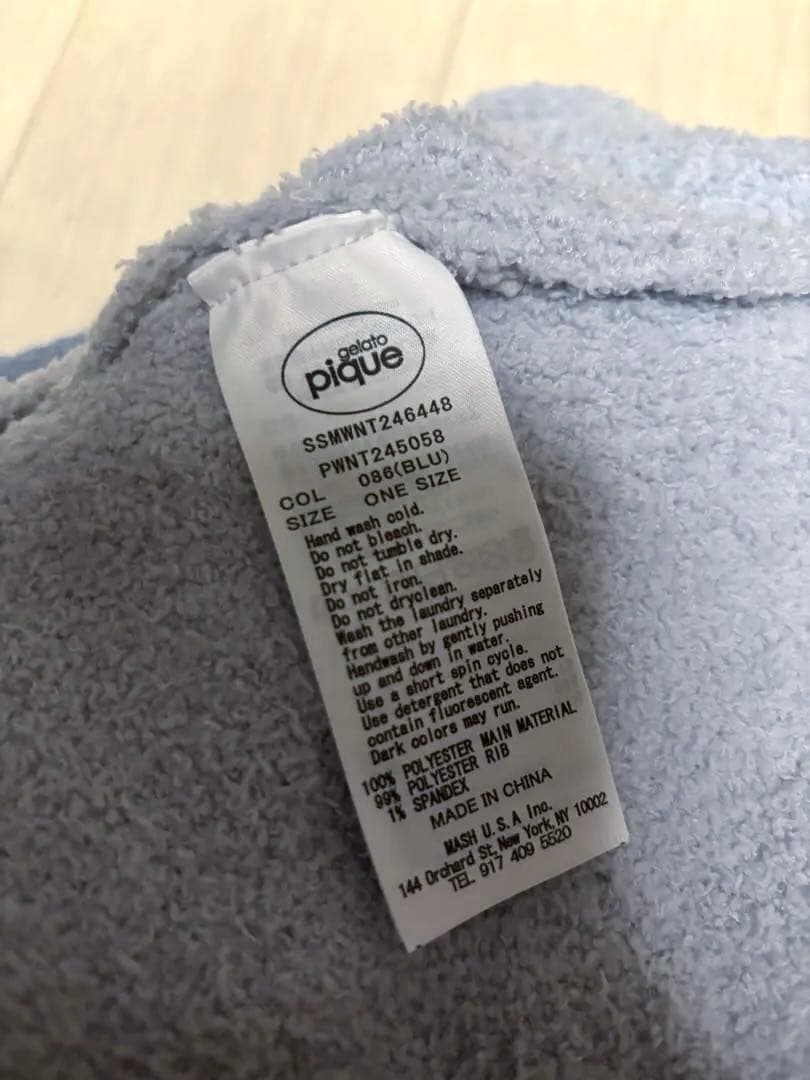 gelato
pique
SSMWNT246448
PWNT245058
COL 086(BLU)
SIZE ONE SIZE
Hand wash cold.
Do not bleach.
Do not tumble dry.
Dry flat in shade.
Do not iron.
Do not dryclean.
Wash the laundry separately
from other laundry.
Handwash by gently pushing
up and down in water.
Use a short spin cycle.
Use detergent that does not
contain fluorescent agent.
Dark colors may run.
100% POLYESTER MAIN MATERIAL
99% POLYESTER RIB
1% SPANDEX
MADE IN CHINA
MASH U.S.A Inc.
144 Orchard St, New York, NY 10002
TEL 917 409 5520